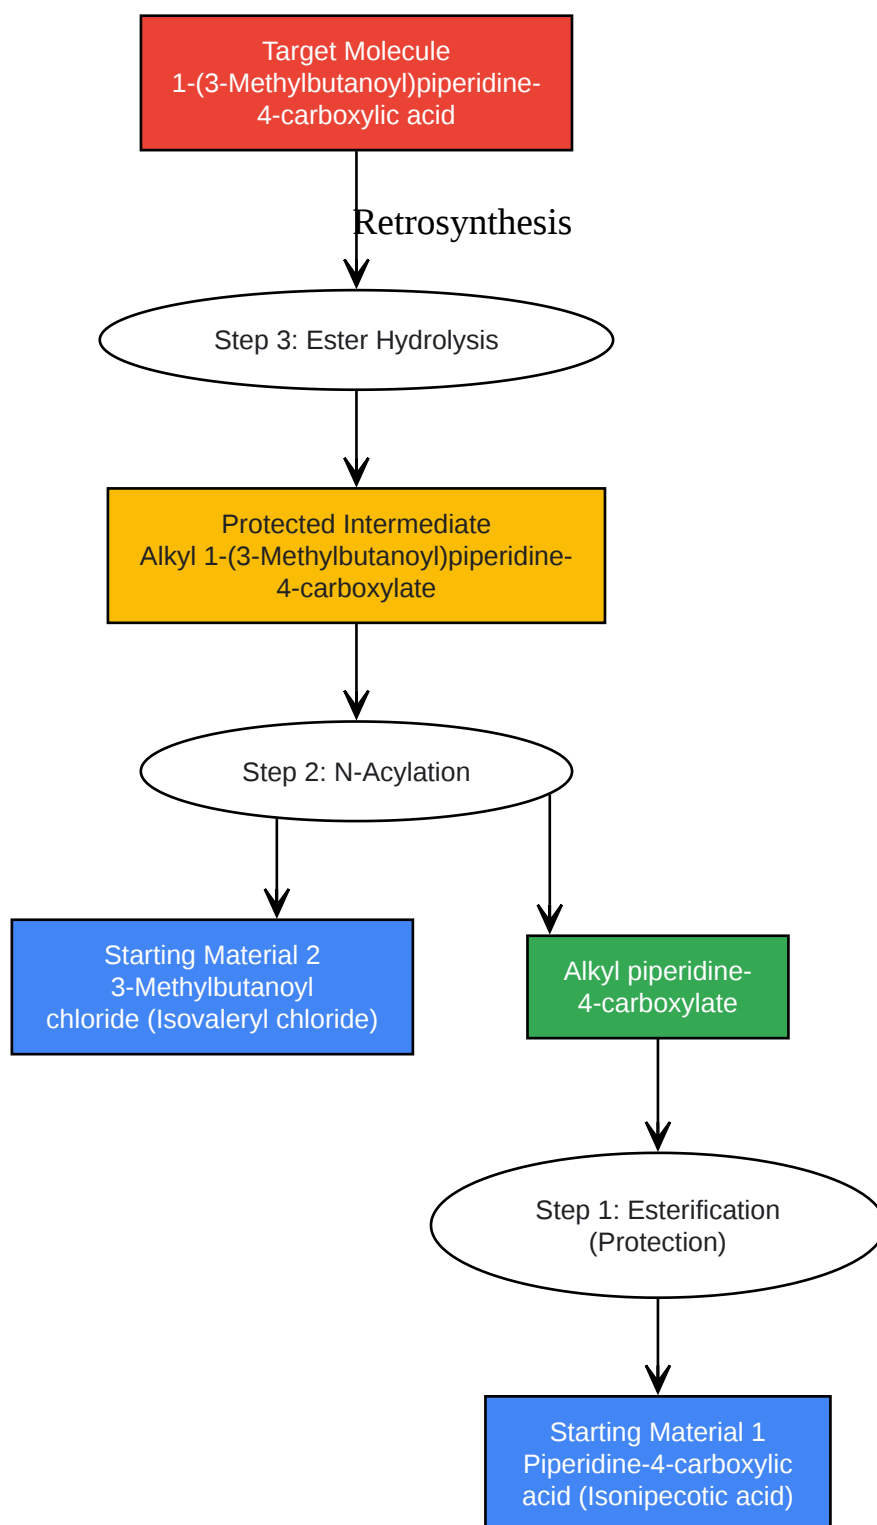 Target Molecule
1-(3-Methylbutanoyl)piperidine-
4-carboxylic acid
Retrosynthesis
Step 3: Ester Hydrolysis
Protected Intermediate
Alkyl 1-(3-Methylbutanoyl)piperidine-
4-carboxylate
Step 2: N-Acylation
Starting Material 2
3-Methylbutanoyl
chloride (Isovaleryl chloride)
Alkyl piperidine-
4-carboxylate
Step 1: Esterification
(Protection)
Starting Material 1
Piperidine-4-carboxylic
acid (Isonipecotic acid)